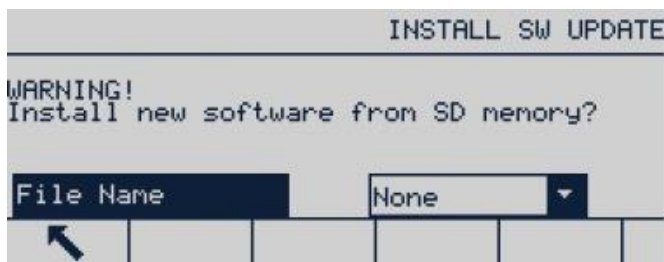 INSTALL SW UPDATE
WARNING!
Install new software from SD memory?
File Name None